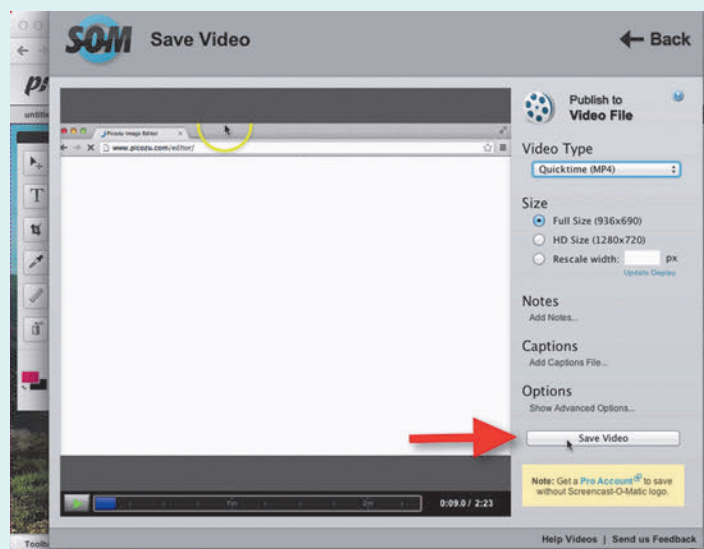 SOM Save Video
Back
untitle
Picozu Image Editor
www.picozu.com/editor/
Publish to
Video File
Video Type
Quicktime (MP4)
Size
Full Size (936x690)
HD Size (1280x720)
Rescale width: px
Update Display
Notes
Add Notes...
Captions
Add Captions File...
Options
Show Advanced Options...
Save Video
Note: Get a Pro Account to save
without Screencast-O-Matic logo.
1m 2m 0:09.0 / 2:23
Help Videos | Send us Feedback
Toolb